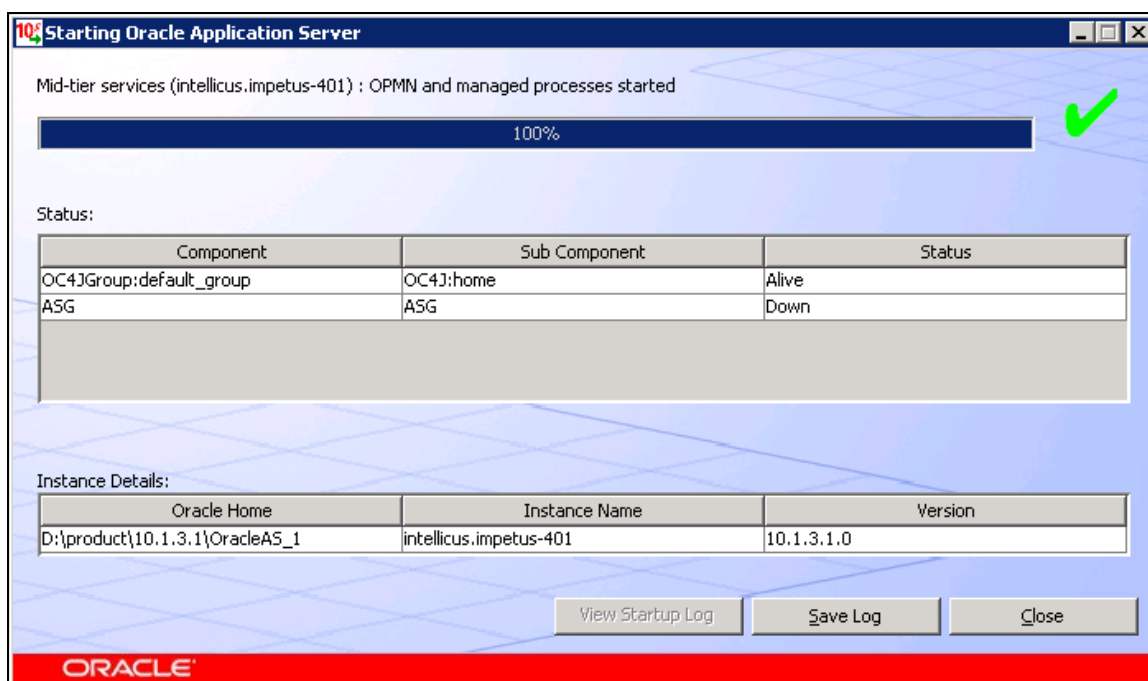 10g Starting Oracle Application Server
Mid-tier services (intellicus.impetus-401) : OPMN and managed processes started
100%
Status:
Component Sub Component Status
OC4JGroup:default_group OC4J:home Alive
ASG ASG Down
Instance Details:
Oracle Home Instance Name Version
D:\product\10.1.3.1\OracleAS_1 intellicus.impetus-401 10.1.3.1.0
View Startup Log Save Log Close
ORACLE